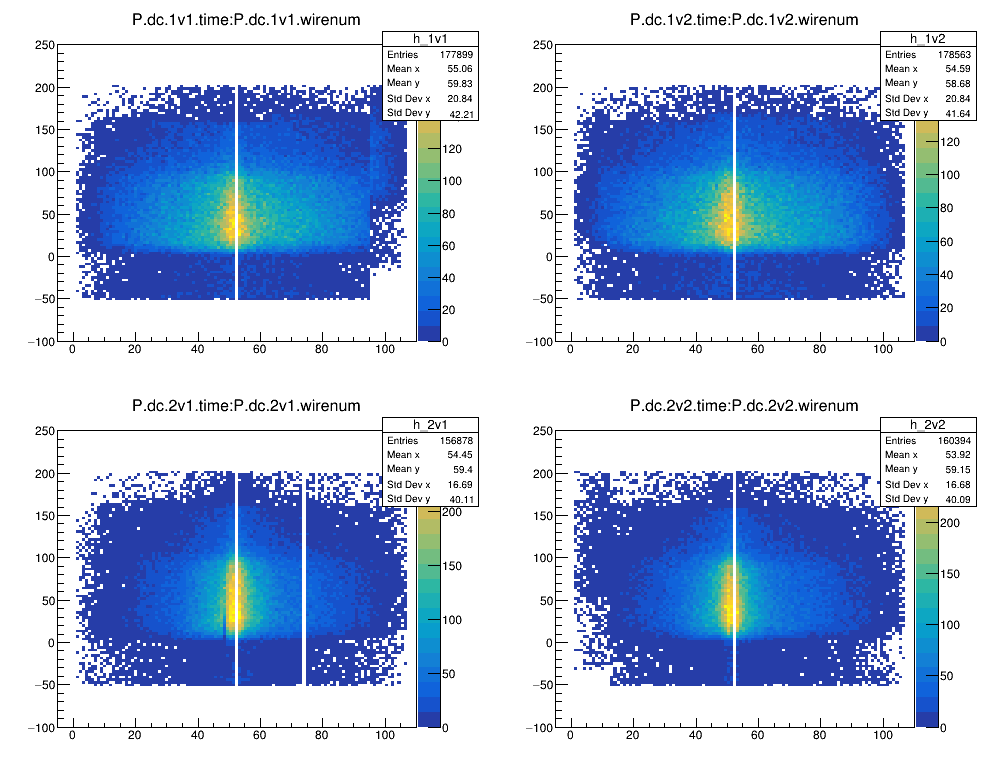 P.dc.1v1.time:P.dc.1v1.wirenum
h_1v1
Entries 177899
Mean x 55.06
Mean y 59.83
Std Dev x 20.84
Std Dev y 42.21
250
200
150
100
50
0
−50
−100
0 20 40 60 80 100
120
100
80
60
40
20
0
P.dc.1v2.time:P.dc.1v2.wirenum
h_1v2
Entries 178563
Mean x 54.59
Mean y 58.68
Std Dev x 20.84
Std Dev y 41.64
250
200
150
100
50
0
−50
−100
0 20 40 60 80 100
120
100
80
60
40
20
0
P.dc.2v1.time:P.dc.2v1.wirenum
h_2v1
Entries 156878
Mean x 54.45
Mean y 59.4
Std Dev x 16.69
Std Dev y 40.11
250
200
150
100
50
0
−50
−100
0 20 40 60 80 100
200
150
100
50
0
P.dc.2v2.time:P.dc.2v2.wirenum
h_2v2
Entries 160394
Mean x 53.92
Mean y 59.15
Std Dev x 16.68
Std Dev y 40.09
250
200
150
100
50
0
−50
−100
0 20 40 60 80 100
200
150
100
50
0